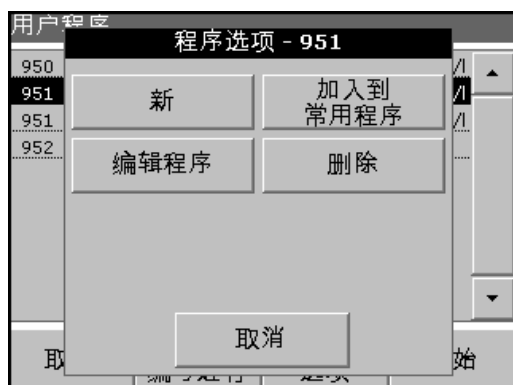 用户程序
程序选项 - 951
950
951
951
952
/l
/l
/l
新
加入到
常用程序
编辑程序
删除
取消
取
始